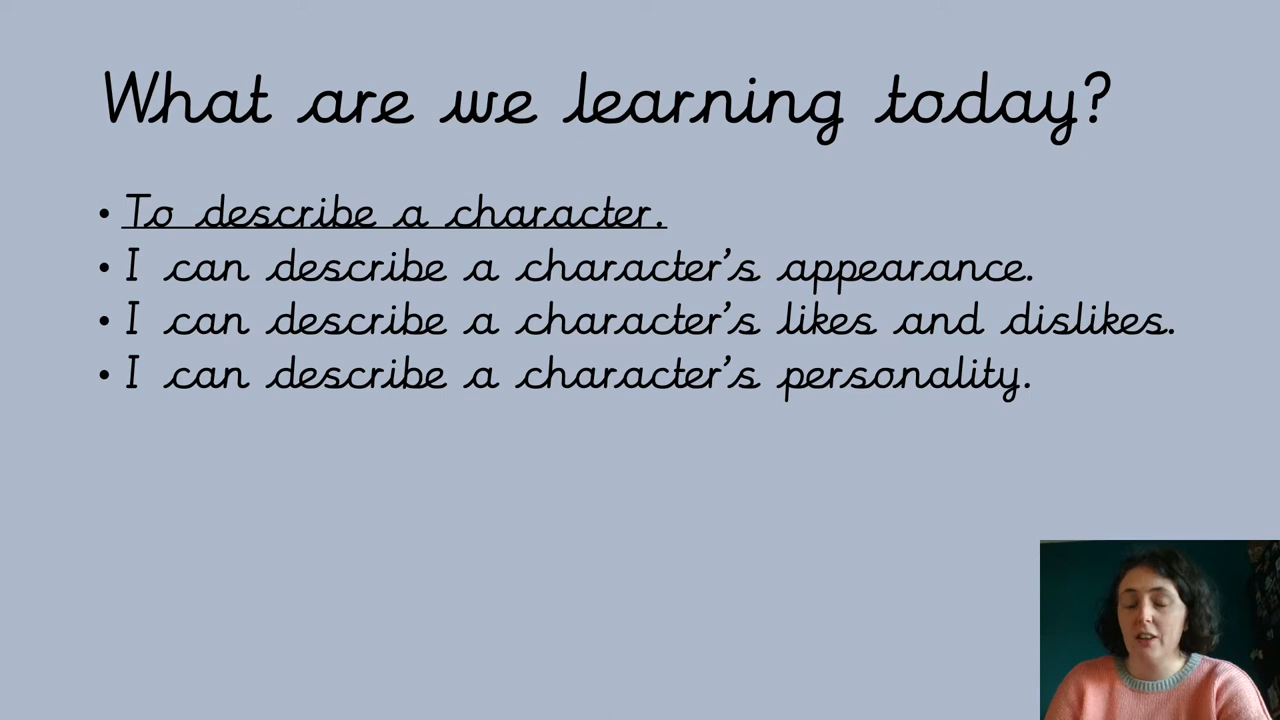 What are we learning today?
• To describe a character.
• I can describe a character's appearance.
• I can describe a character's likes and dislikes.
• I can describe a character's personality.